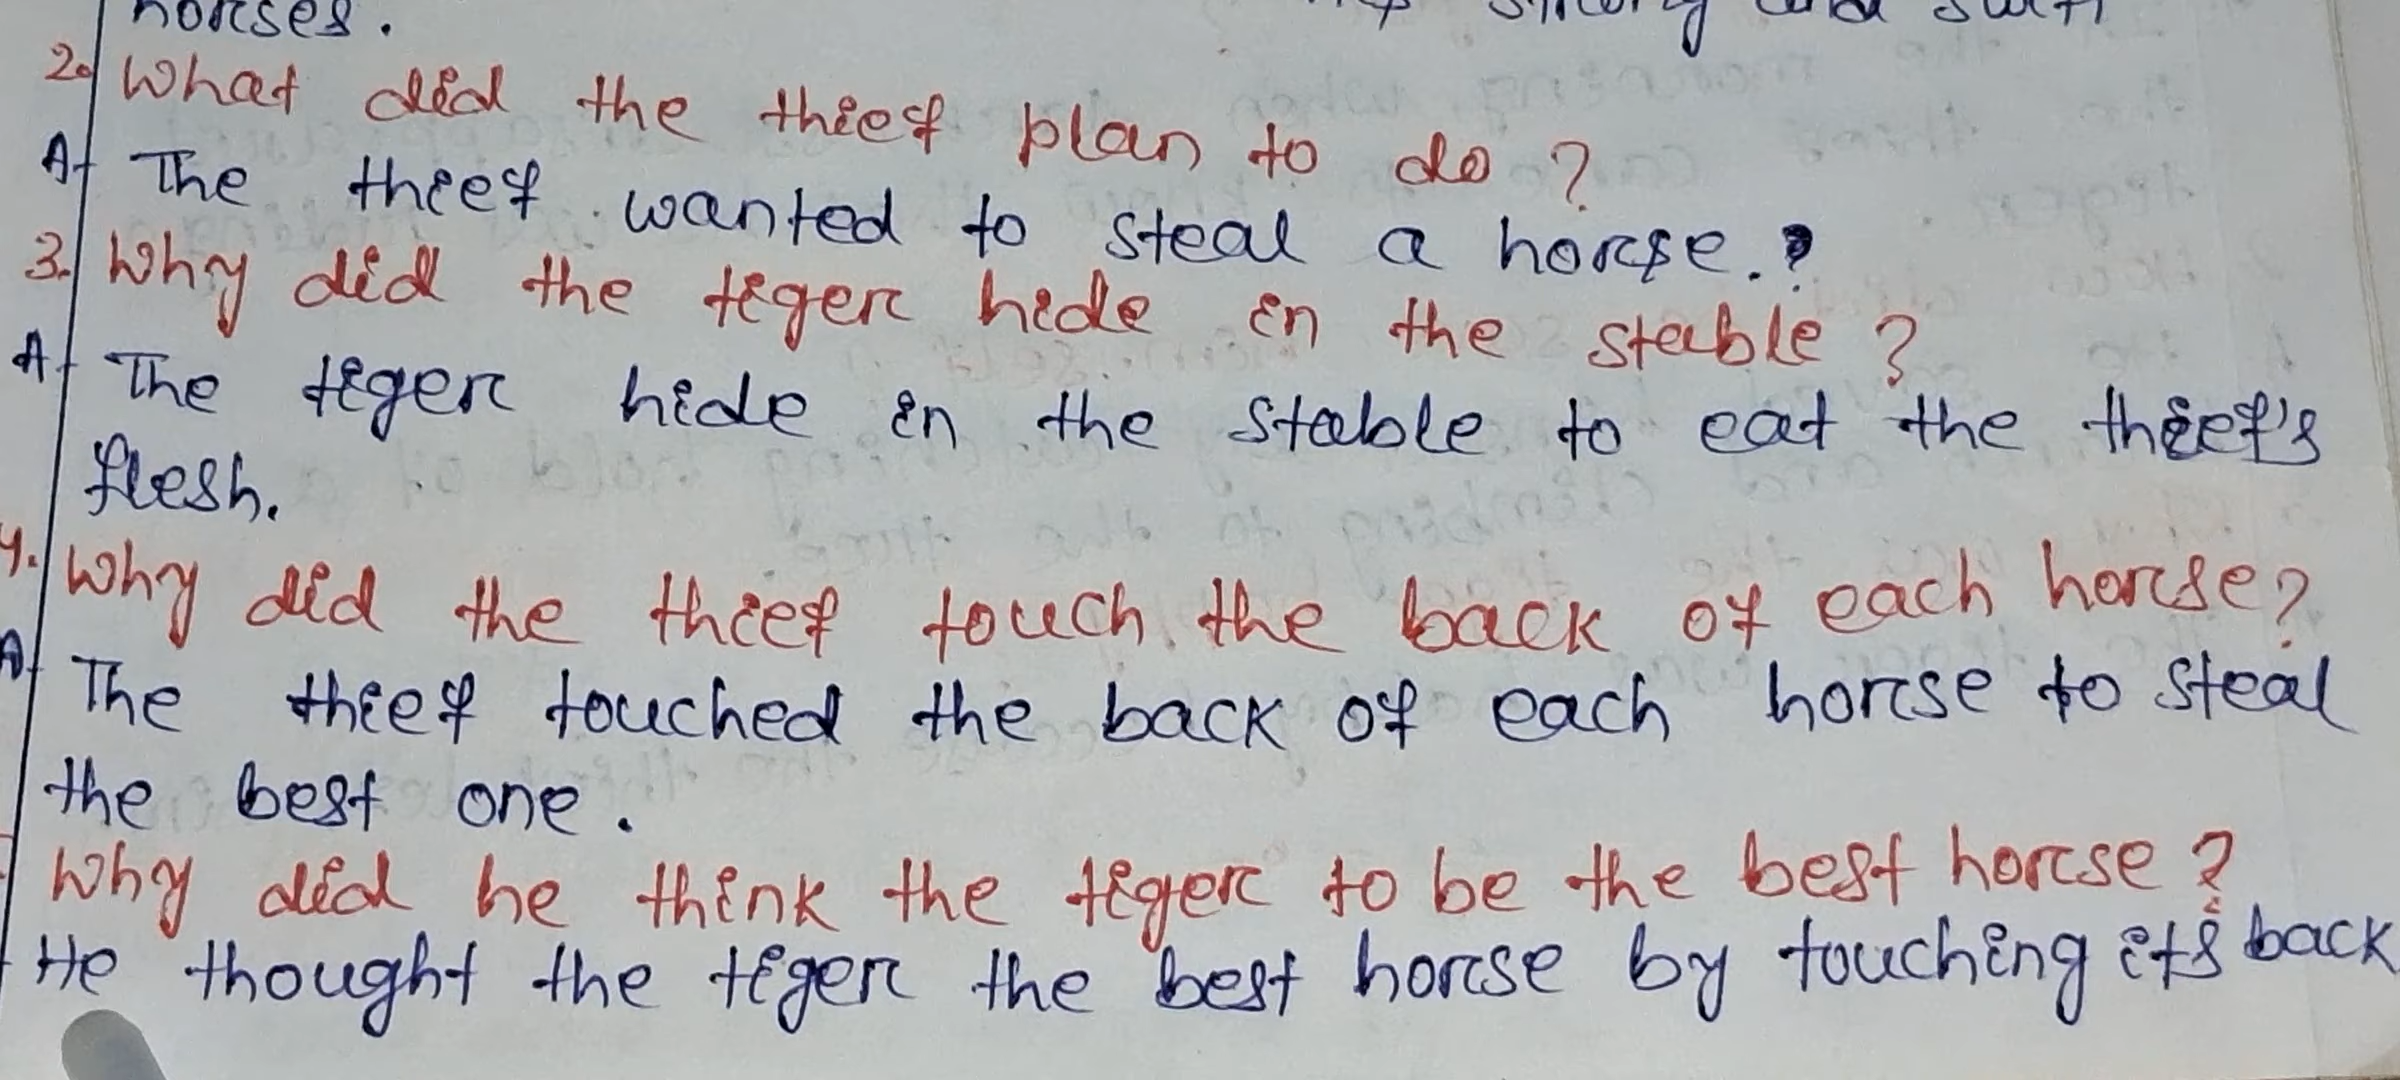 horses. strong and swift
2. What did the thief plan to do ?
A+ The thief wanted to steal a horse. ?
3. Why did the tiger hide in the stable ?
A+ The tiger hide in the stable to eat the thief's
flesh.
4. Why did the thief touch the back of each horse?
A+ The thief touched the back of each horse to steal
the best one.
Why did he think the tiger to be the best horse ?
He thought the tiger the best horse by touching its back